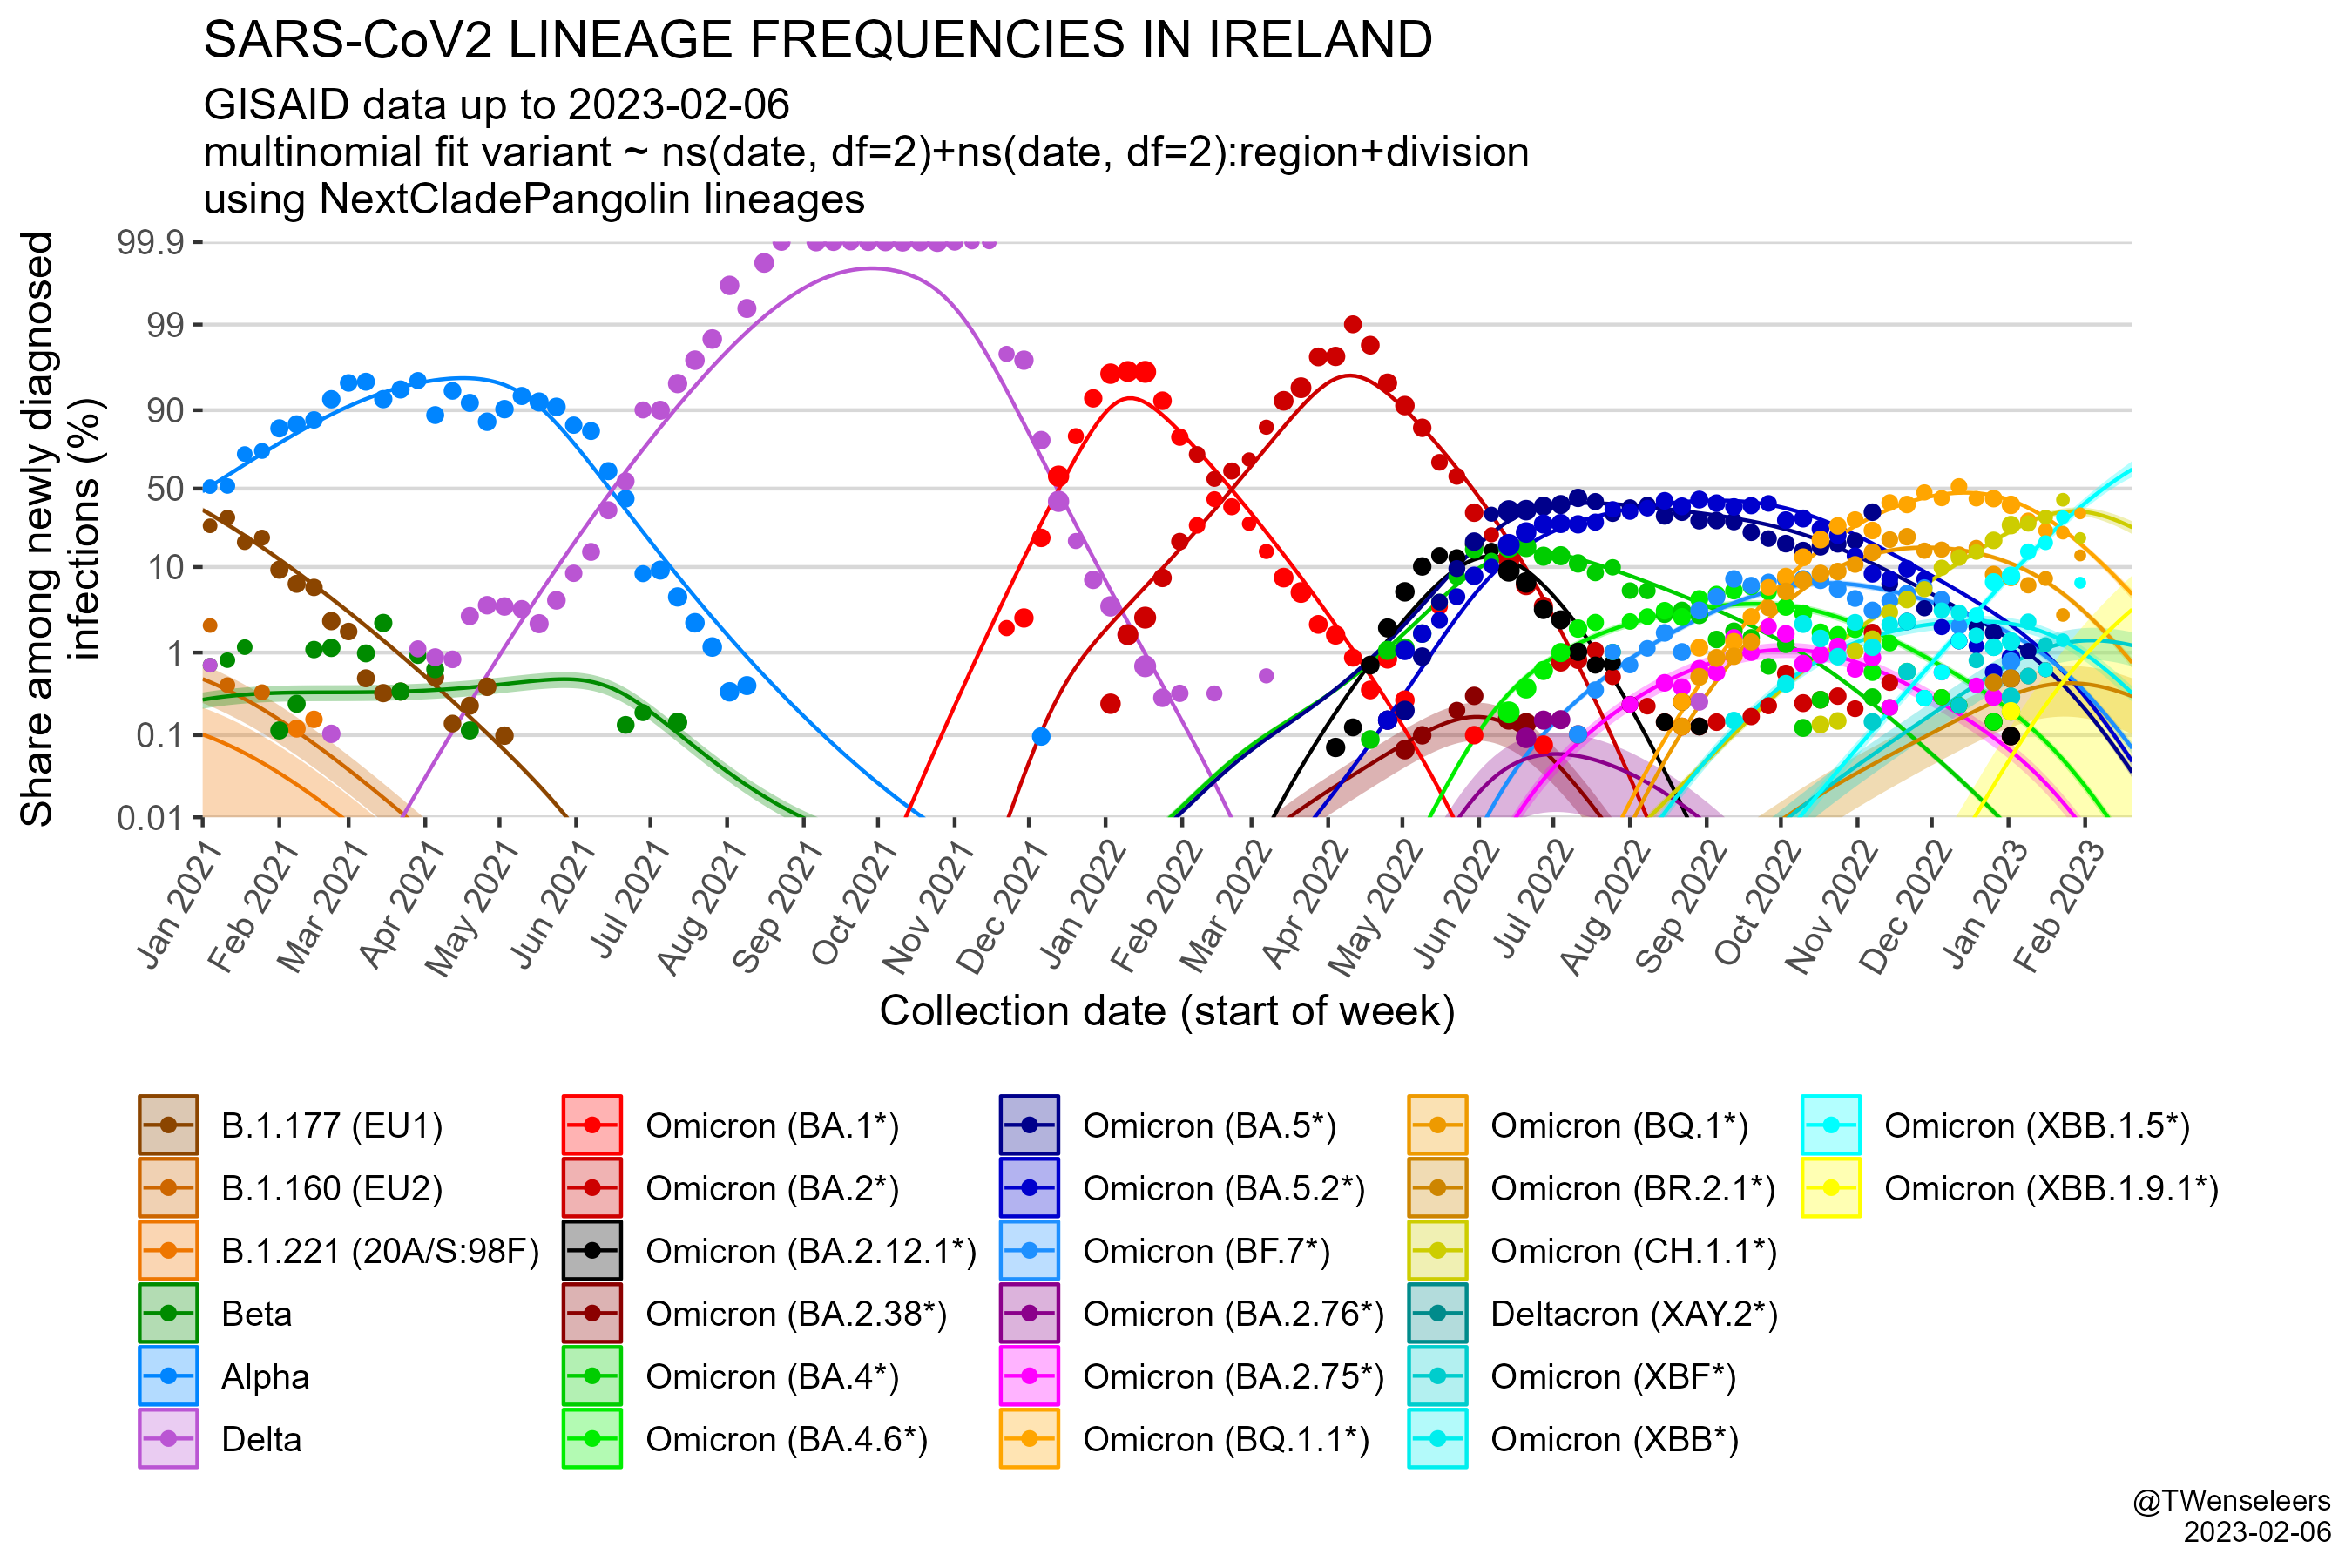 SARS-CoV2 LINEAGE FREQUENCIES IN IRELAND
GISAID data up to 2023-02-06
multinomial fit variant ~ ns(date, df=2)+ns(date, df=2):region+division
using NextCladePangolin lineages
Share among newly diagnosed
infections (%)
99.9
99
90
50
10
1
0.1
0.01
Jan 2021
Feb 2021
Mar 2021
Apr 2021
May 2021
Jun 2021
Jul 2021
Aug 2021
Sep 2021
Oct 2021
Nov 2021
Dec 2021
Jan 2022
Feb 2022
Mar 2022
Apr 2022
May 2022
Jun 2022
Jul 2022
Aug 2022
Sep 2022
Oct 2022
Nov 2022
Dec 2022
Jan 2023
Feb 2023
Collection date (start of week)
B.1.177 (EU1)
B.1.160 (EU2)
B.1.221 (20A/S:98F)
Beta
Alpha
Delta
Omicron (BA.1*)
Omicron (BA.2*)
Omicron (BA.2.12.1*)
Omicron (BA.2.38*)
Omicron (BA.4*)
Omicron (BA.4.6*)
Omicron (BA.5*)
Omicron (BA.5.2*)
Omicron (BF.7*)
Omicron (BA.2.76*)
Omicron (BA.2.75*)
Omicron (BQ.1.1*)
Omicron (BQ.1*)
Omicron (BR.2.1*)
Omicron (CH.1.1*)
Deltacron (XAY.2*)
Omicron (XBF*)
Omicron (XBB*)
Omicron (XBB.1.5*)
Omicron (XBB.1.9.1*)
@TWenseleers
2023-02-06